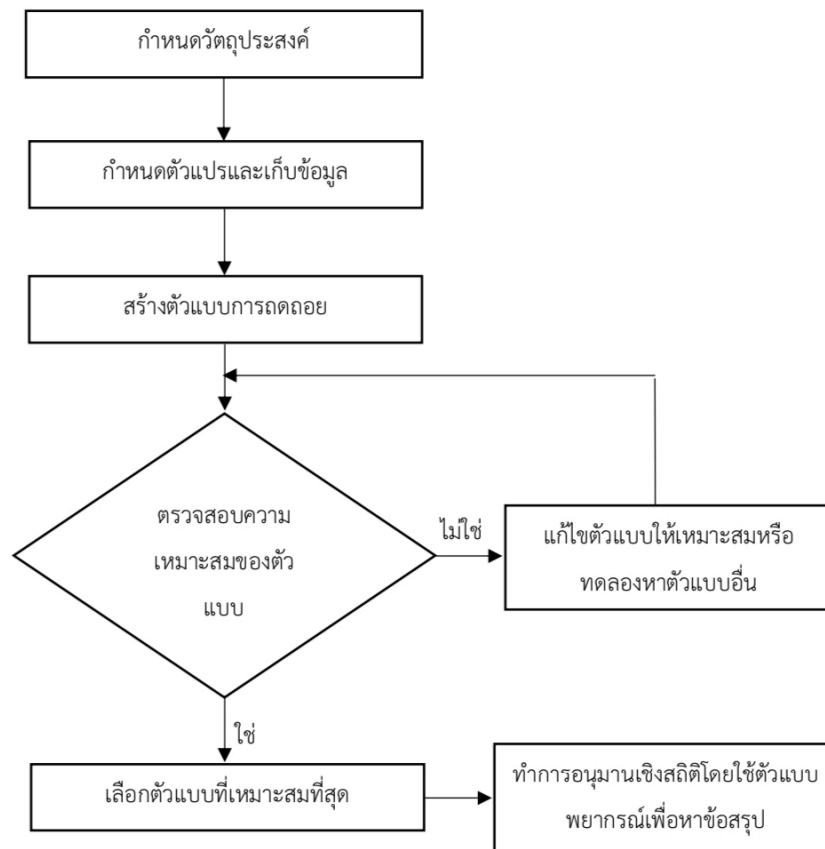 กำหนดวัตถุประสงค์
กำหนดตัวแปรและเก็บข้อมูล
สร้างตัวแบบการถดถอย
ตรวจสอบความ
เหมาะสมของตัว
แบบ
ไม่ใช่
แก้ไขตัวแบบให้เหมาะสมหรือ
ทดลองหาตัวแบบอื่น
ใช่
เลือกตัวแบบที่เหมาะสมที่สุด
ทำการอนุมานเชิงสถิติโดยใช้ตัวแบบ
พยากรณ์เพื่อหาข้อสรุป